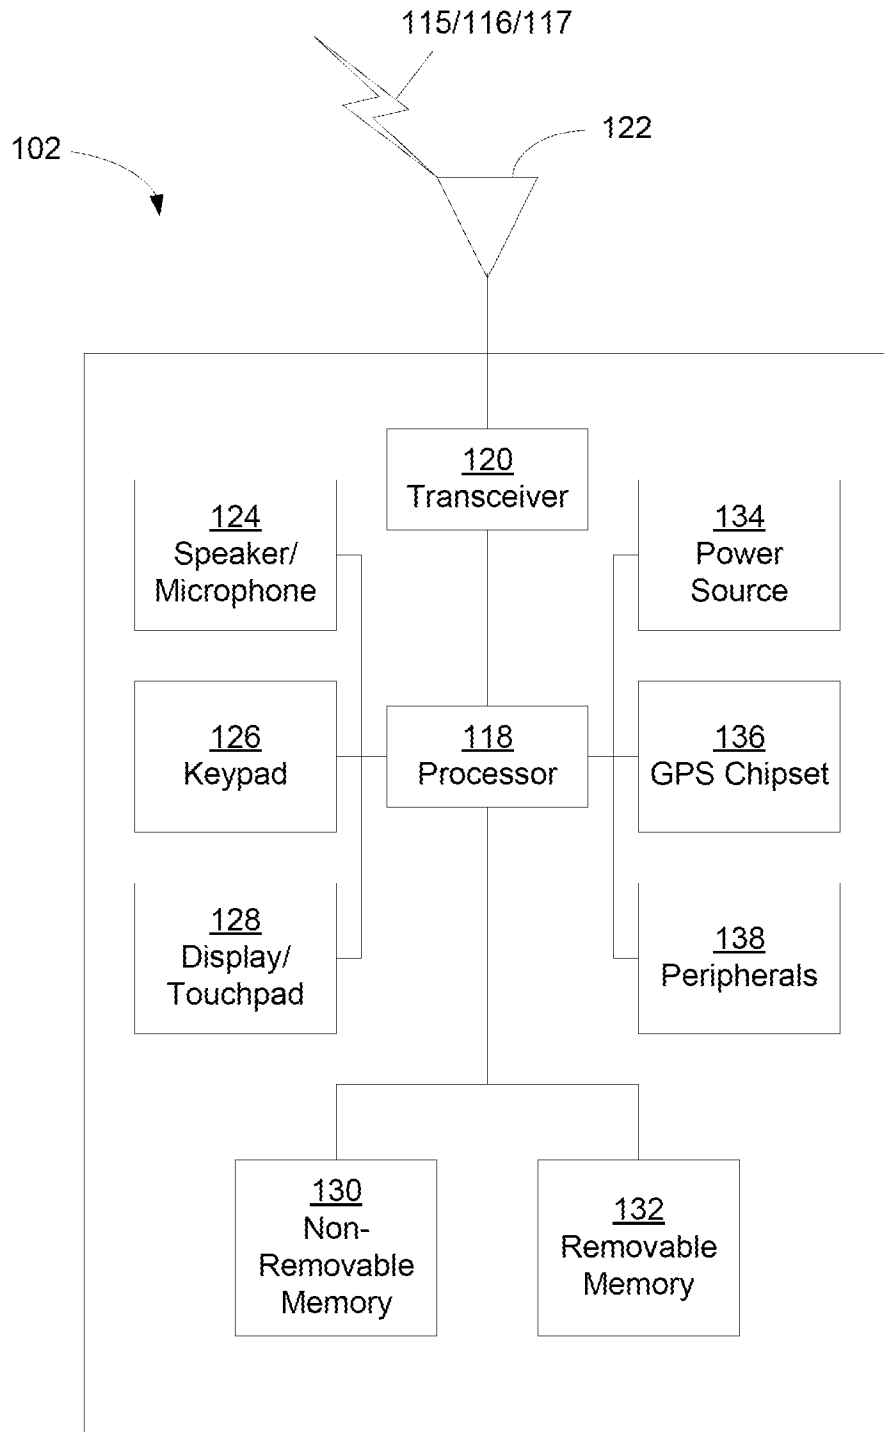 115/116/117
122
102
120
Transceiver
124
Speaker/
Microphone
134
Power
Source
126
Keypad
118
Processor
136
GPS Chipset
128
Display/
Touchpad
138
Peripherals
130
Non-
Removable
Memory
132
Removable
Memory